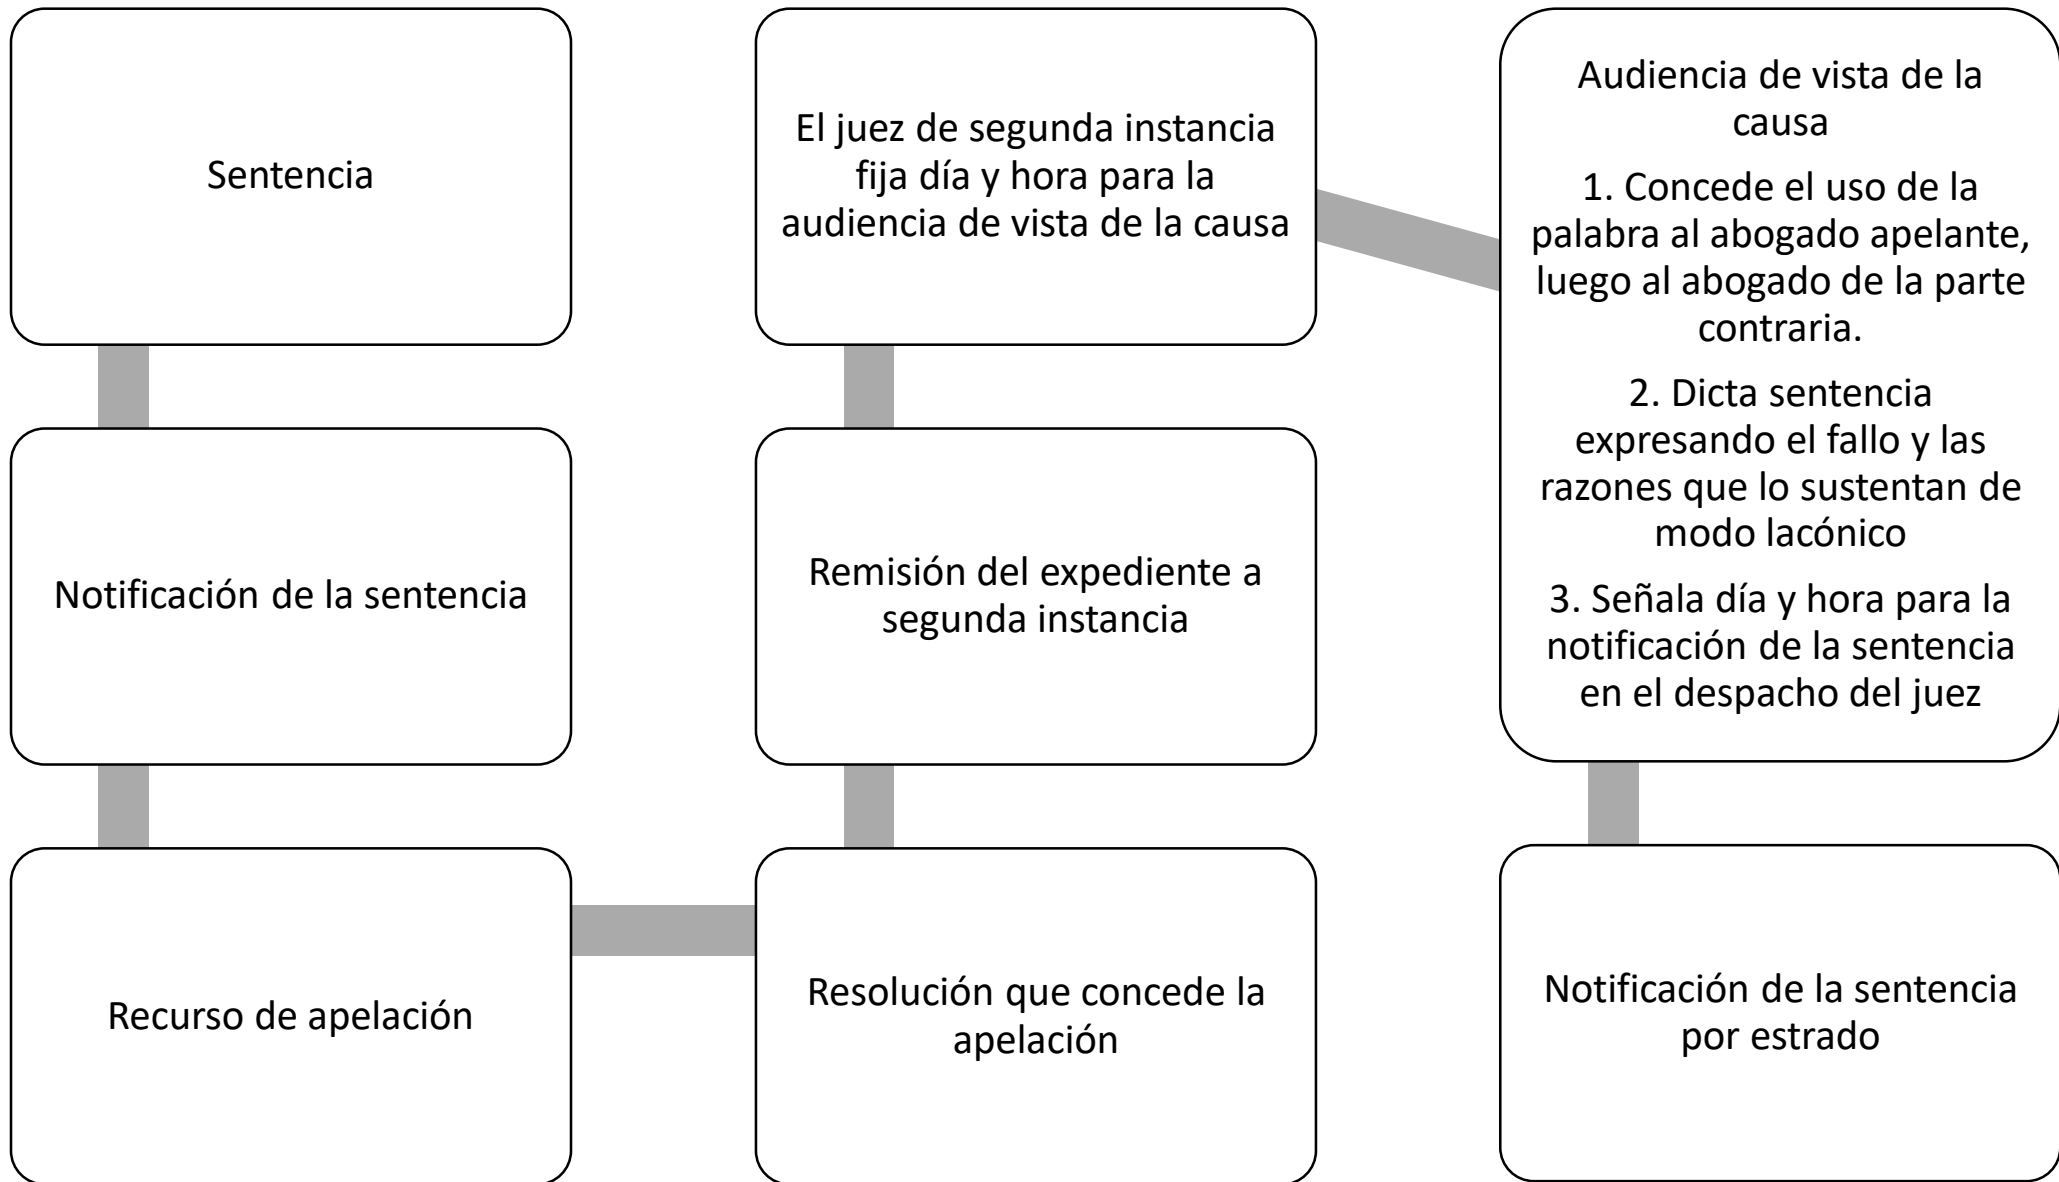 Sentencia
Notificación de la sentencia
Recurso de apelación
Resolución que concede la
apelación
Remisión del expediente a
segunda instancia
El juez de segunda instancia
fija día y hora para la
audiencia de vista de la causa
Audiencia de vista de la
causa
1. Concede el uso de la
palabra al abogado apelante,
luego al abogado de la parte
contraria.
2. Dicta sentencia
expresando el fallo y las
razones que lo sustentan de
modo lacónico
3. Señala día y hora para la
notificación de la sentencia
en el despacho del juez
Notificación de la sentencia
por estrado